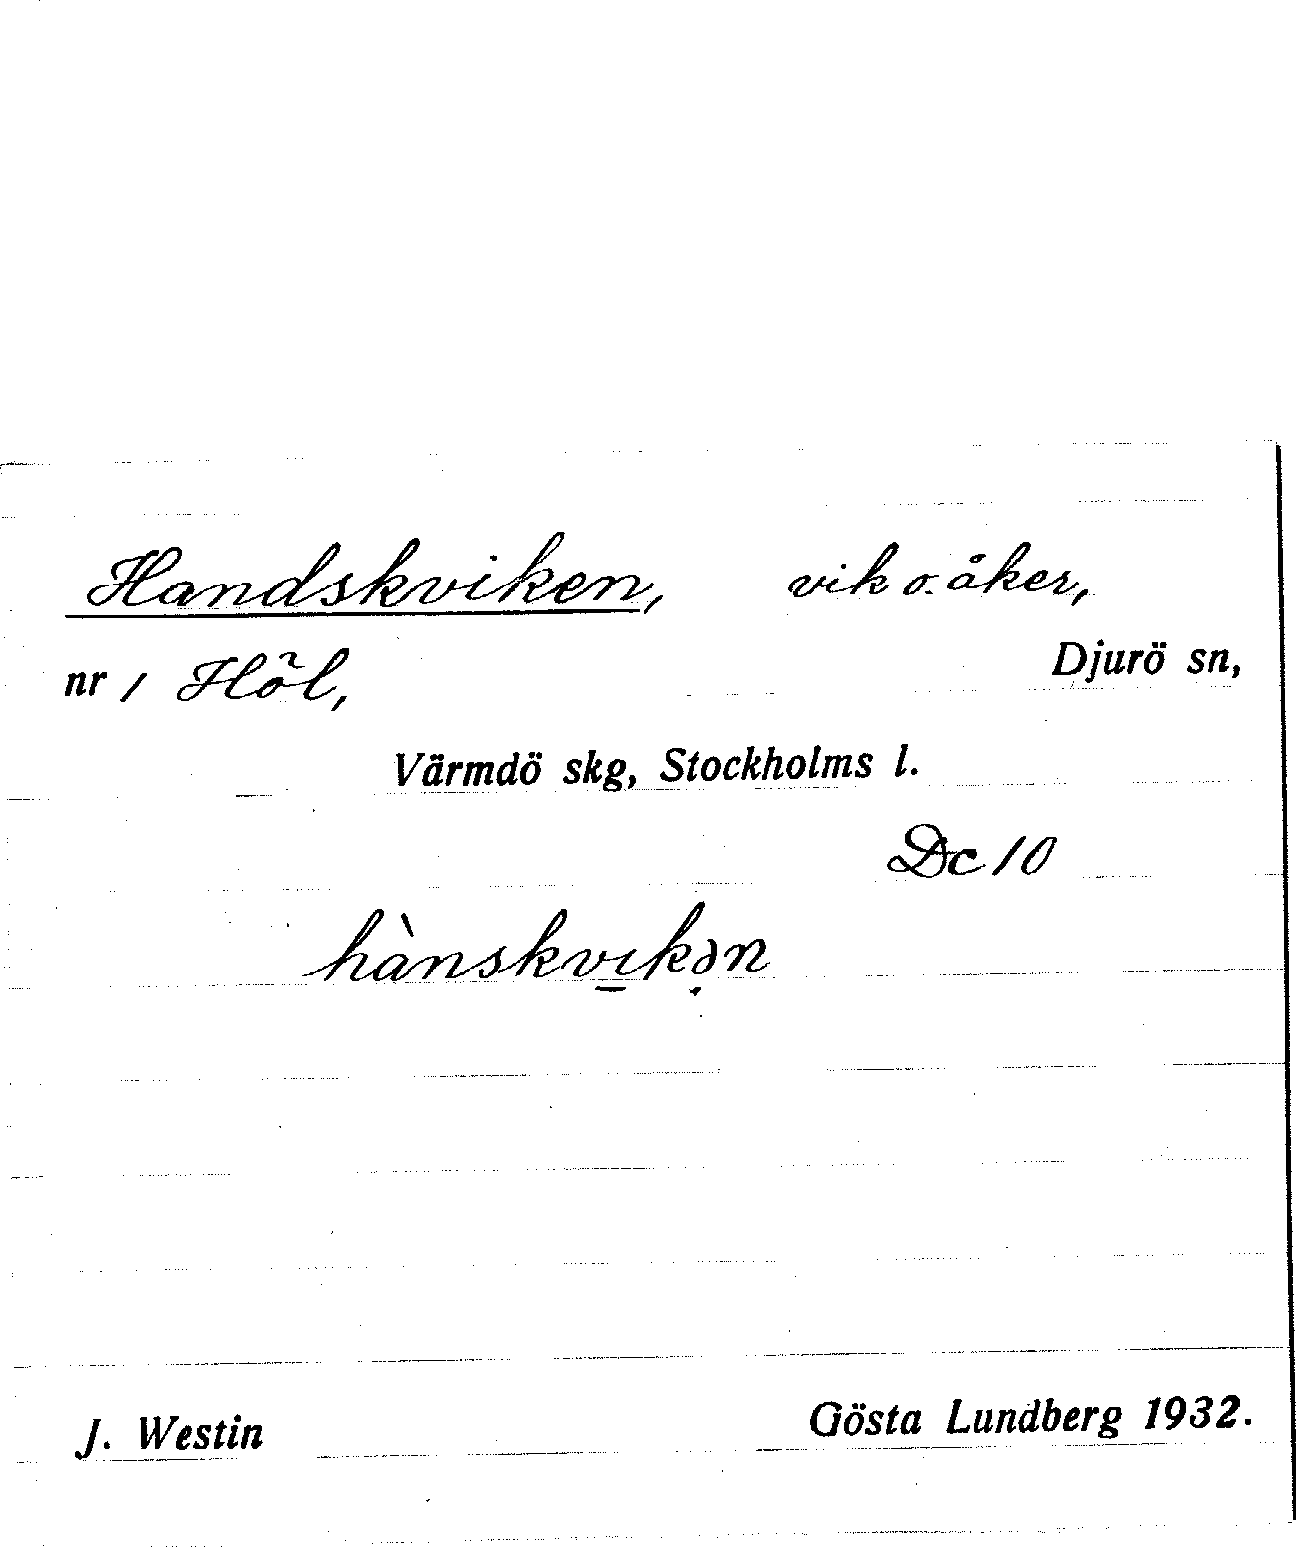 Handskviken, vik o. åker,
nr 1 Höl, Djurö sn,
Värmdö skg, Stockholms l.
Dc 10
hànskvikən
J. Westin Gösta Lundberg 1932.